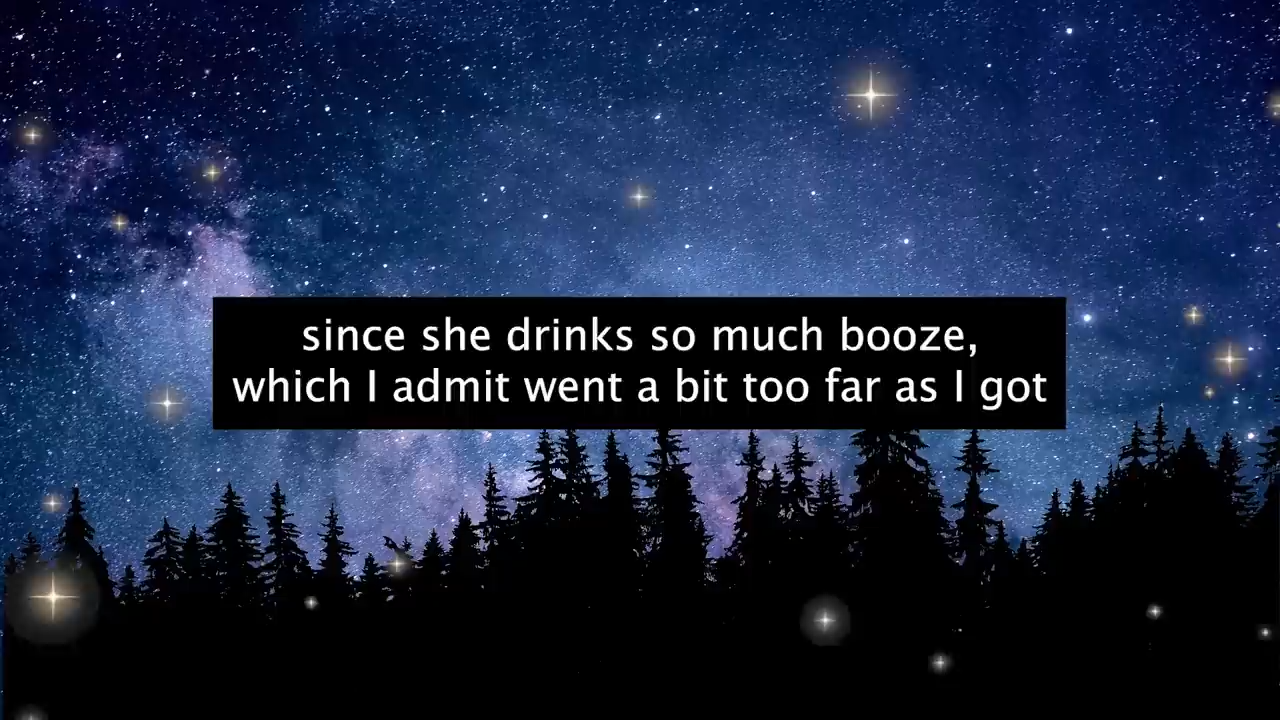 since she drinks so much booze,
which I admit went a bit too far as I got